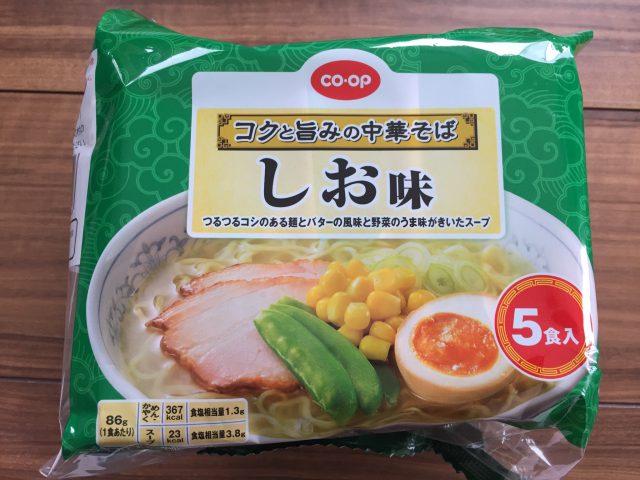 CO·OP
コクと旨みの中華そば
しお味
つるつるコシのある麺とバターの風味と野菜のうま味がきいたスープ
5食入
86g
(1食あたり)
めん・かやく
367kcal
食塩相当量1.3g
スープ
23kcal
食塩相当量3.8g